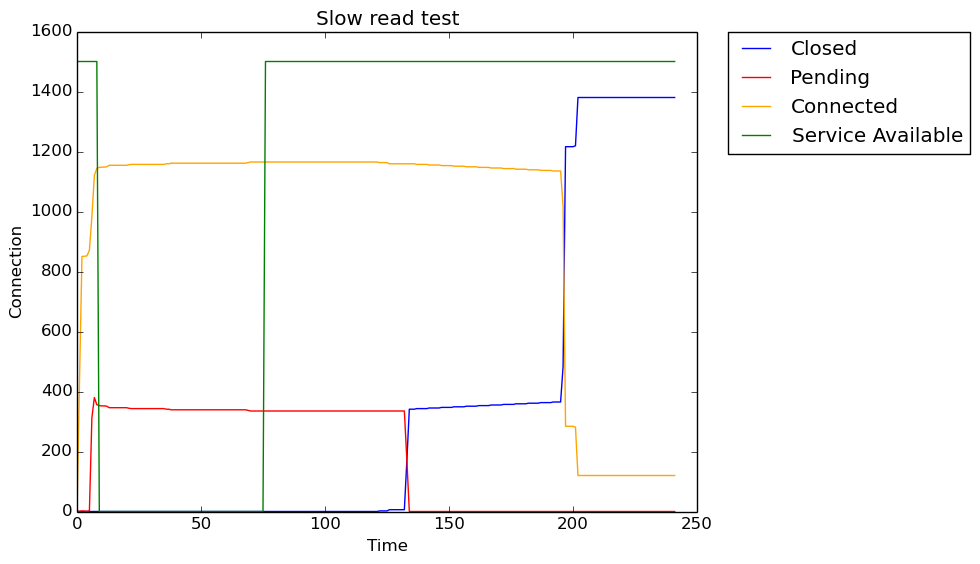 Slow read test
1600
1400
1200
1000
800
600
400
200
0
Connection
0 50 100 150 200 250
Time
Closed
Pending
Connected
Service Available